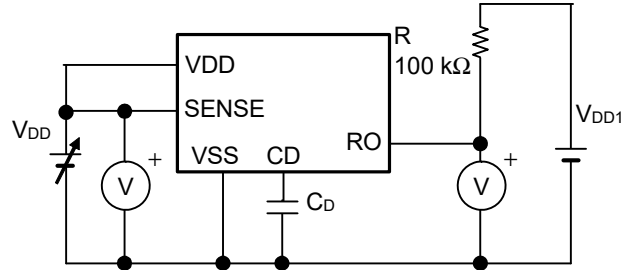 R
100 kΩ
VDD
SENSE
VDD
VDD1
RO
VSS
CD
+
V
+
V
CD